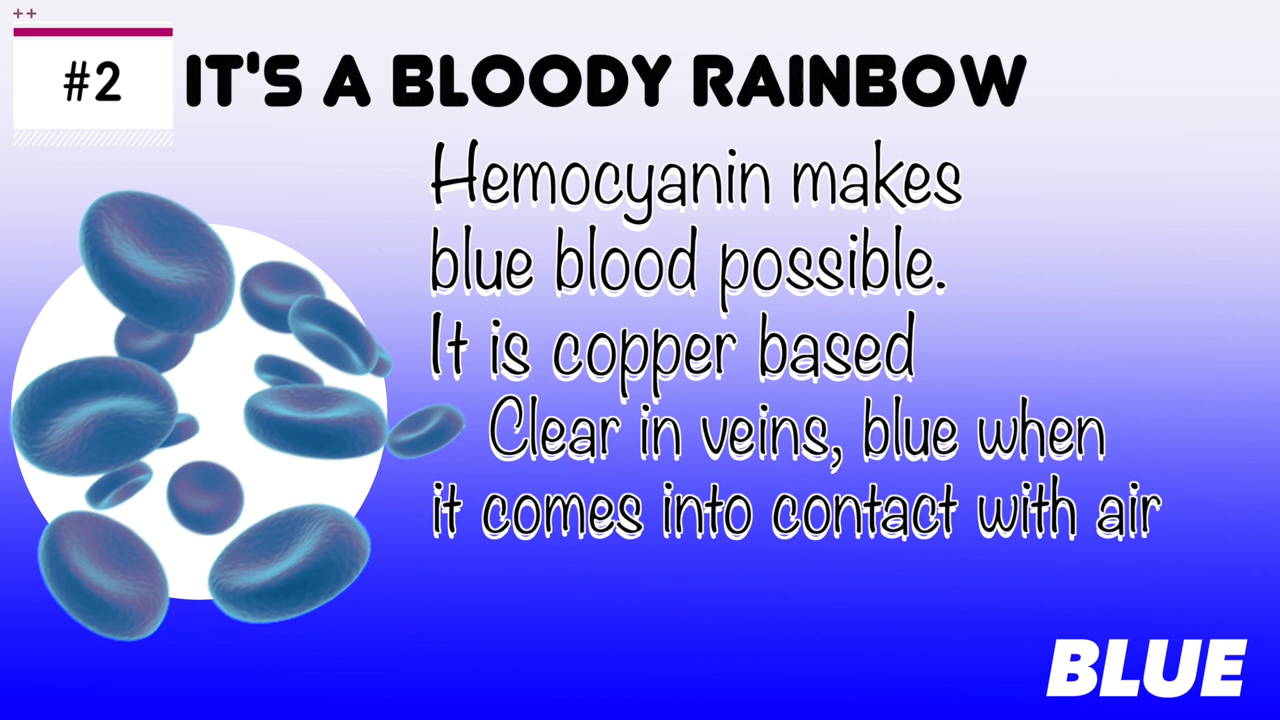 ++
#2
IT'S A BLOODY RAINBOW
Hemocyanin makes
blue blood possible.
It is copper based
Clear in veins, blue when
it comes into contact with air
BLUE